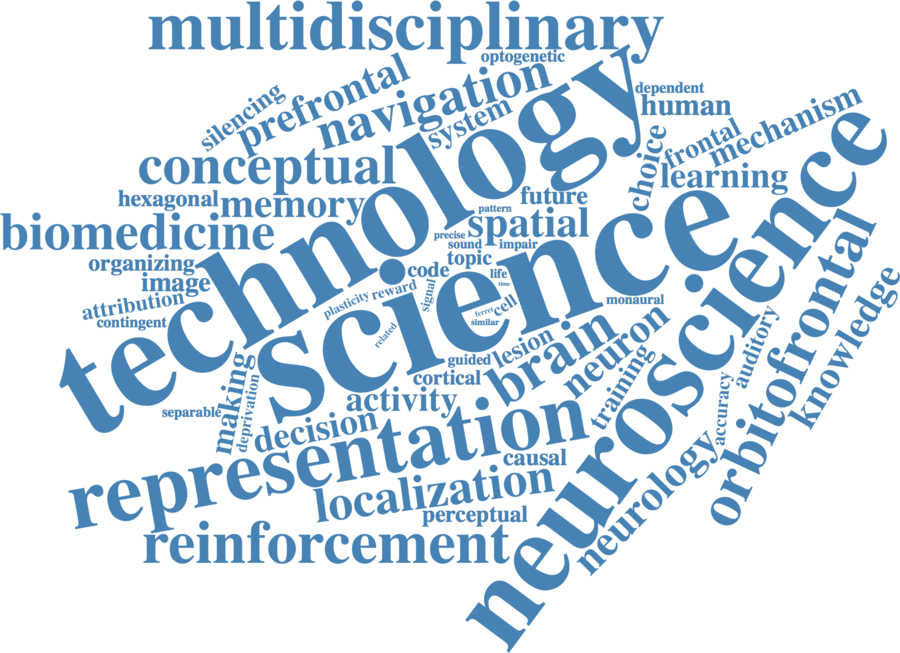 multidisciplinary
optogenetic
prefrontal
navigation
silencing
system
dependent
human
technology
conceptual
choice
frontal
mechanism
learning
hexagonal
memory
future
pattern
spatial
biomedicine
precise
sound
impair
organizing
topic
image
code
life
time
attribution
plasticity
reward
signal
cell
ferret
similar
monaural
contingent
related
science
neuroscience
orbitofrontal
knowledge
making
deprivation
separable
guided
lesion
brain
neuron
cortical
activity
training
auditory
accuracy
decision
representation
causal
localization
perceptual
neurology
reinforcement